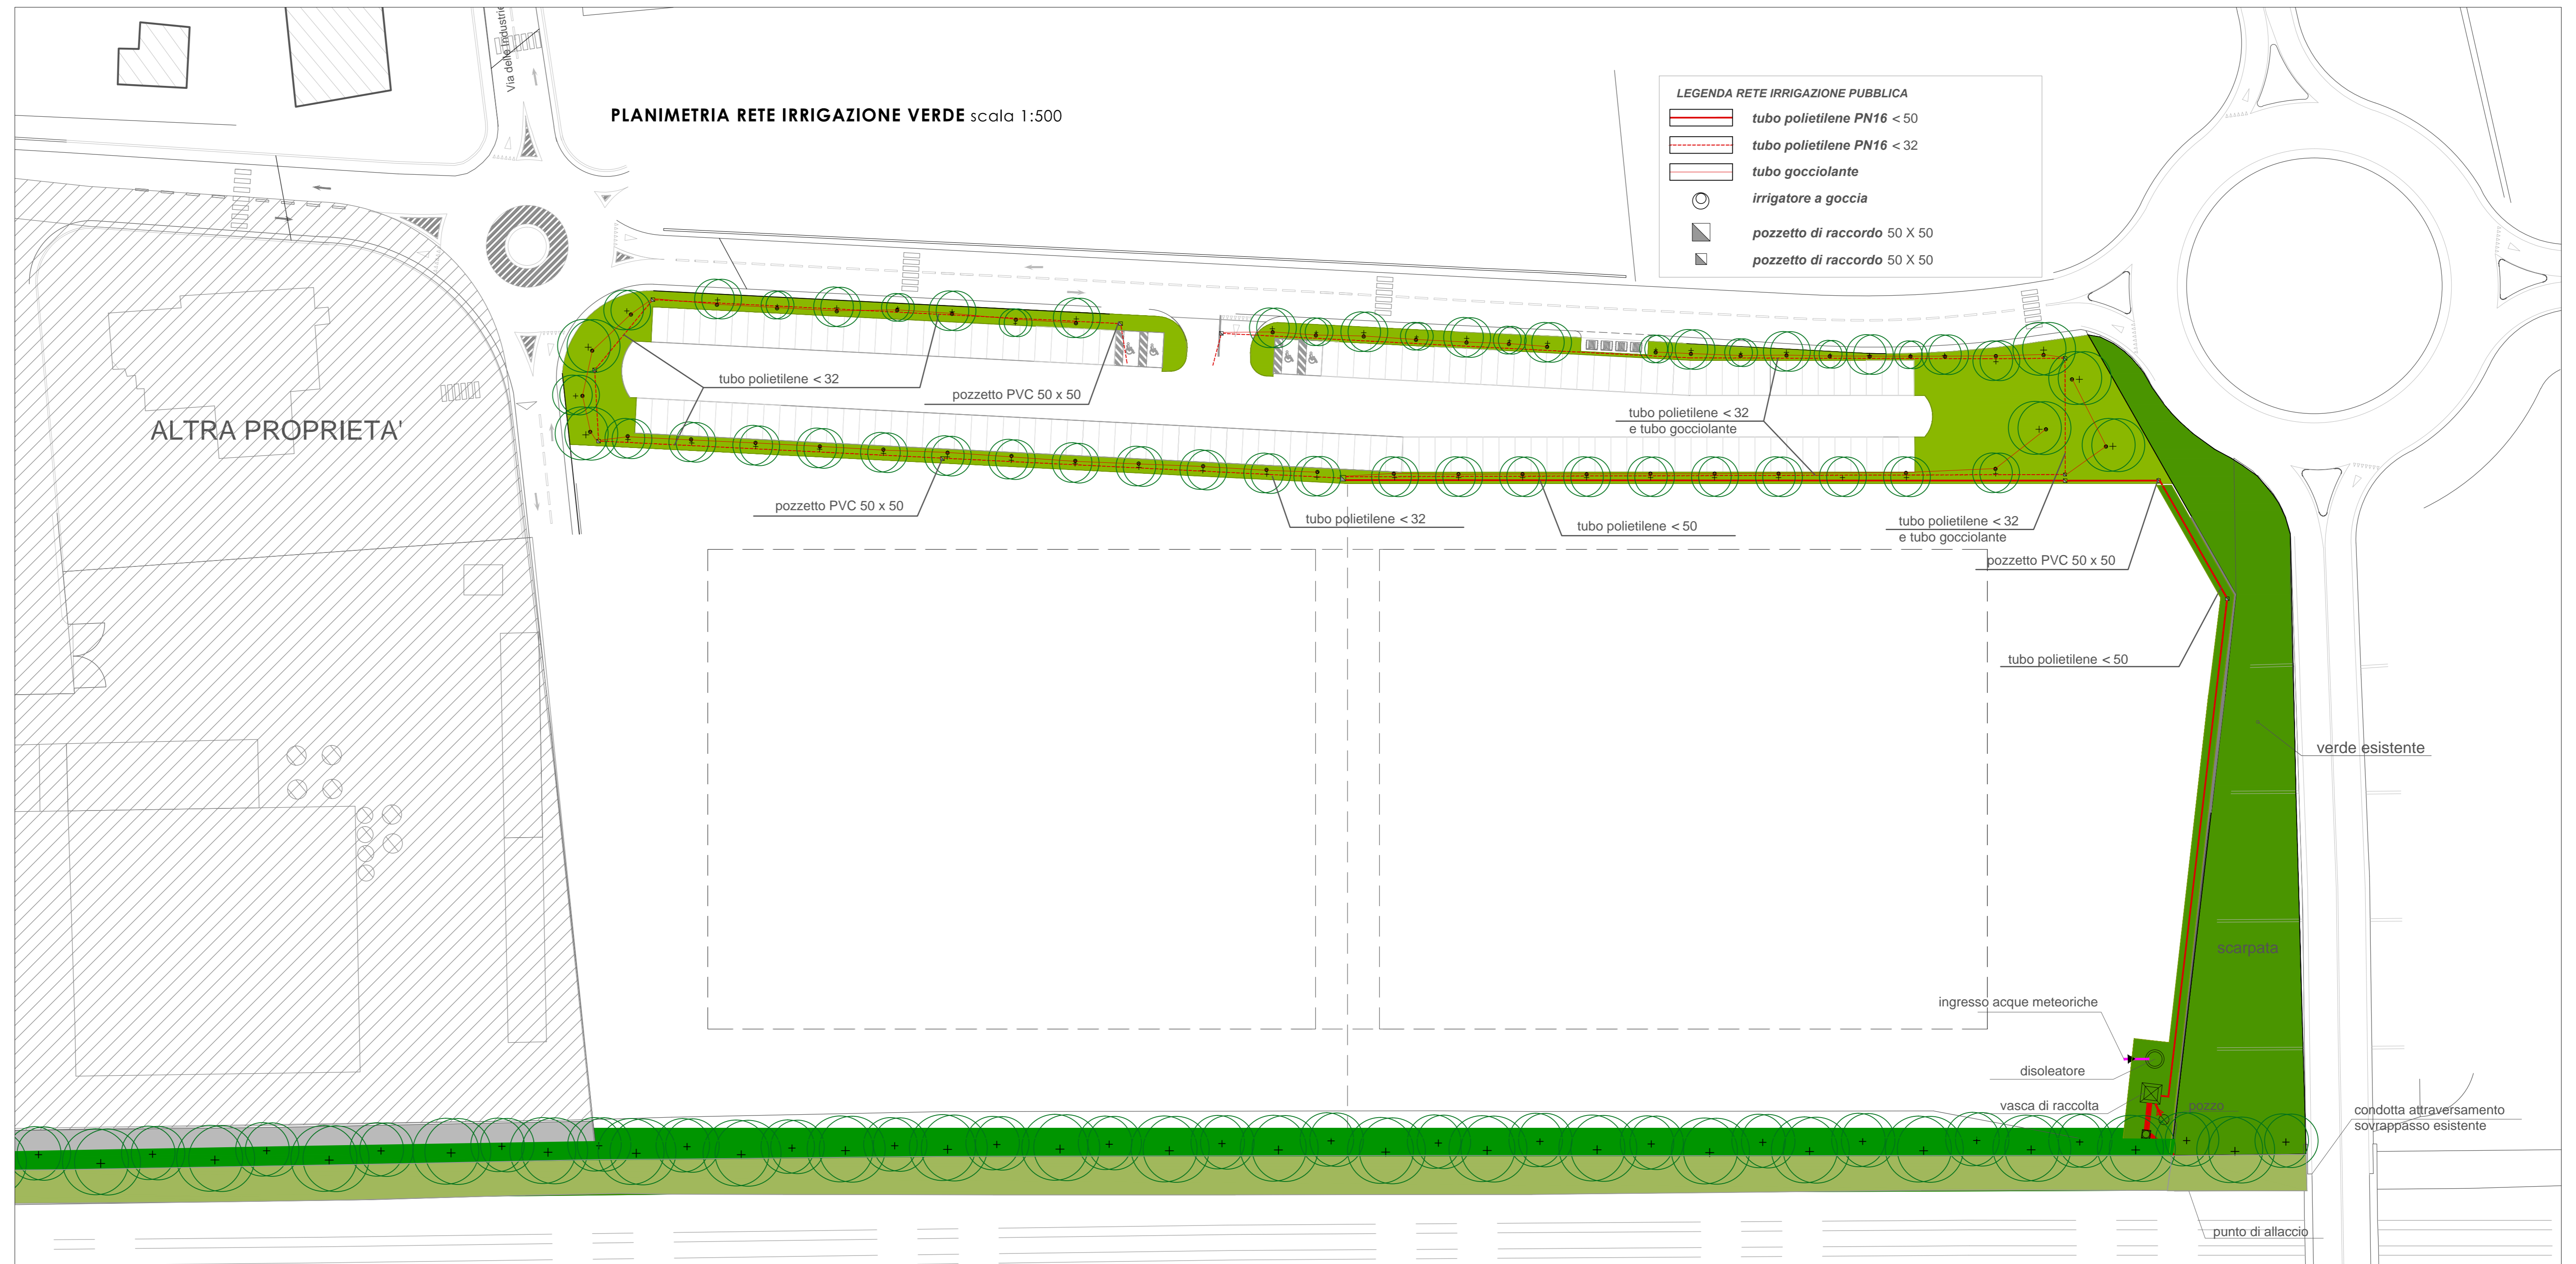 Via delle Industrie
PLANIMETRIA RETE IRRIGAZIONE VERDE scala 1:500
LEGENDA RETE IRRIGAZIONE PUBBLICA
tubo polietilene PN16 < 50
tubo polietilene PN16 < 32
tubo gocciolante
irrigatore a goccia
pozzetto di raccordo 50 X 50
pozzetto di raccordo 50 X 50
ALTRA PROPRIETA'
tubo polietilene < 32
pozzetto PVC 50 x 50
tubo polietilene < 32
e tubo gocciolante
pozzetto PVC 50 x 50
tubo polietilene < 32
tubo polietilene < 50
tubo polietilene < 32
e tubo gocciolante
pozzetto PVC 50 x 50
tubo polietilene < 50
verde esistente
scarpata
ingresso acque meteoriche
disoleatore
vasca di raccolta
pozzo
condotta attraversamento
sovrappasso esistente
punto di allaccio